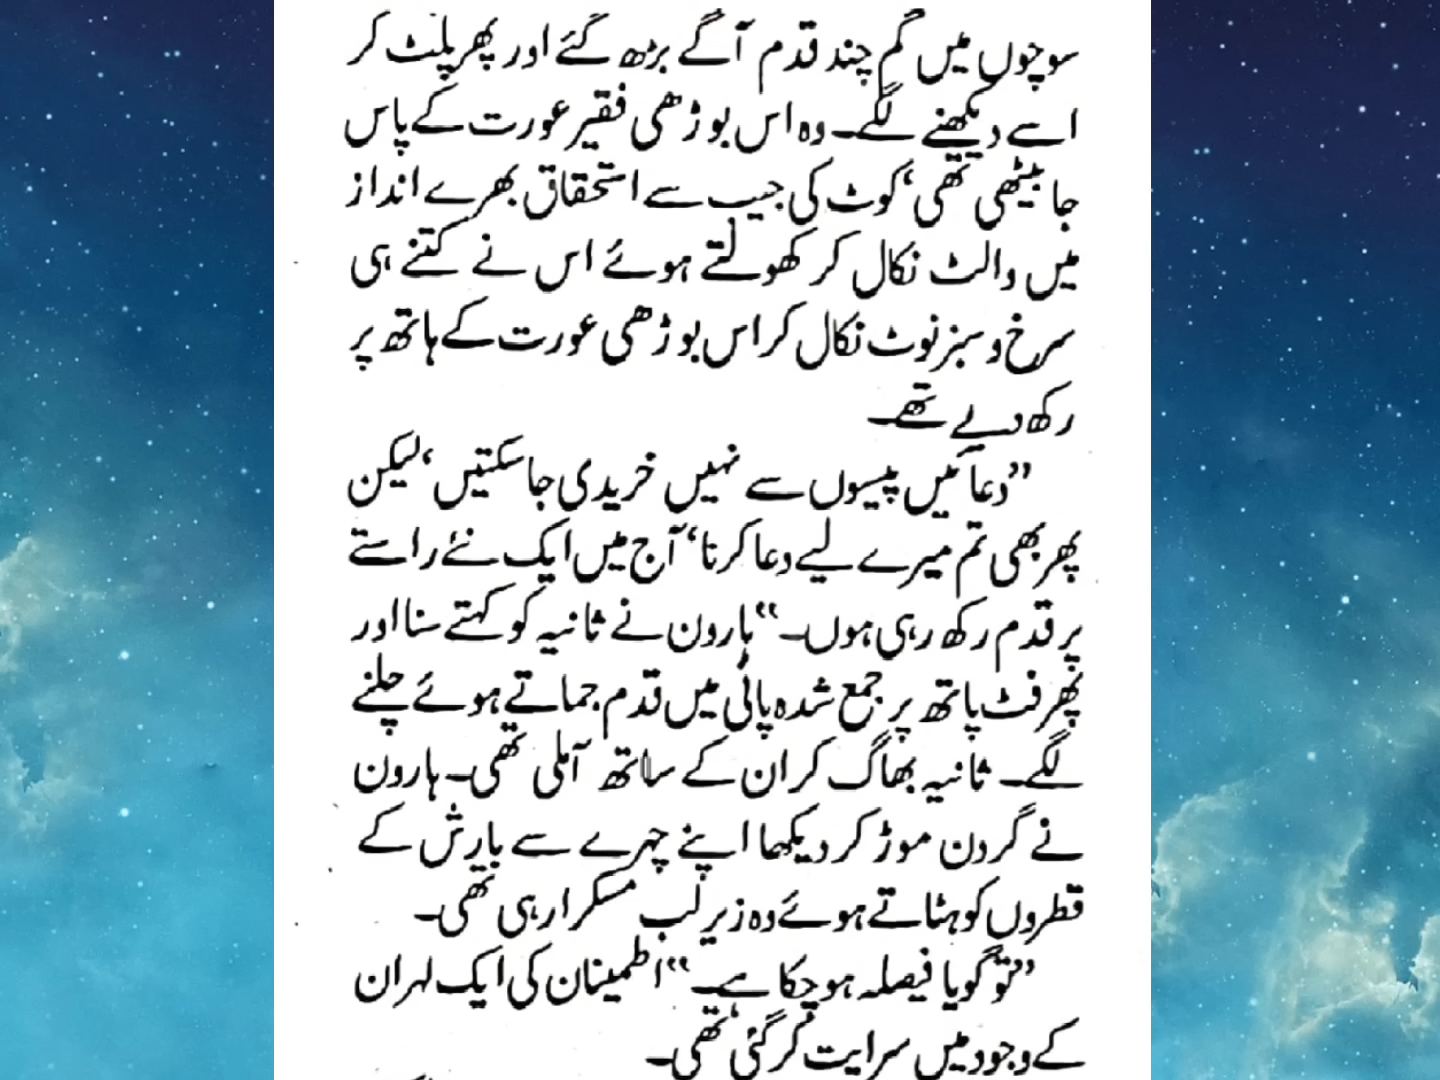 سوچوں میں گم چند قدم آگے بڑھ گئے اور پھر پلٹ کر
اسے دیکھنے لگے۔ وہ اس بوڑھی فقیر عورت کے پاس
جا بیٹھی تھی‘ کوٹ کی جیب سے استحقاق بھرے انداز
میں والٹ نکال کر کھولتے ہوئے اس نے کتنے ہی
سرخ و سبز نوٹ نکال کر اس بوڑھی عورت کے ہاتھ پر
رکھ دیے تھے۔
”دعائیں پیسوں سے نہیں خریدی جا سکتیں‘ لیکن
پھر بھی تم میرے لیے دعا کرنا‘ آج میں ایک نئے راستے
پر قدم رکھ رہی ہوں۔“ ہارون نے ثانیہ کو کہتے سنا اور
پھر فٹ پاتھ پر جمع شدہ پانی میں قدم جماتے ہوئے چلنے
لگے۔ ثانیہ بھاگ کر ان کے ساتھ آملی تھی۔ ہارون
نے گردن موڑ کر دیکھا اپنے چہرے سے بارش کے
قطروں کو ہٹاتے ہوئے وہ زیر لب مسکرا رہی تھی۔
”تو گویا فیصلہ ہو چکا ہے۔“ اطمینان کی ایک لہر ان
کے وجود میں سرایت کر گئی تھی۔